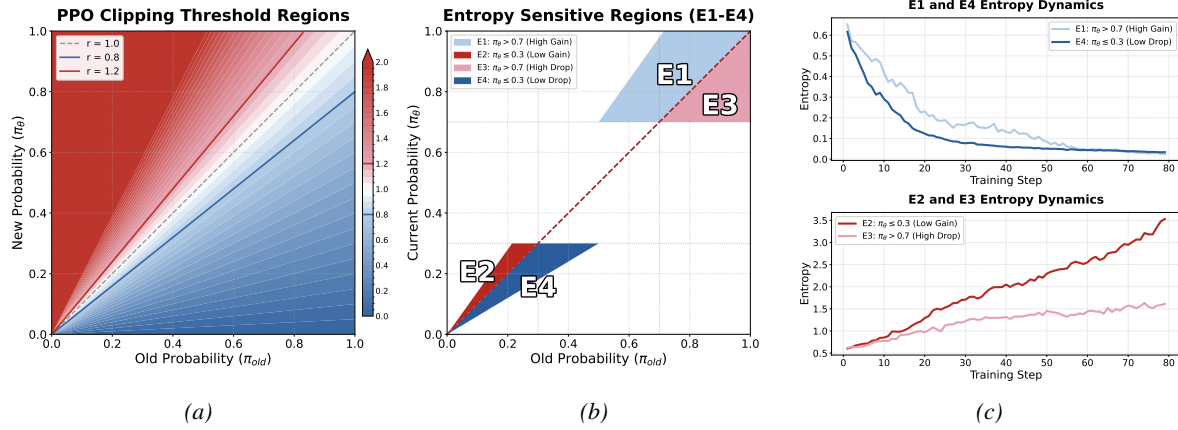 PPO Clipping Threshold Regions
r = 1.0
r = 0.8
r = 1.2
New Probability (πθ)
1.0
0.8
0.6
0.4
0.2
0.0
0.0 0.2 0.4 0.6 0.8 1.0
Old Probability (πold)
2.0
1.8
1.6
1.4
1.2
1.0
0.8
0.6
0.4
0.2
0.0
(a)
Entropy Sensitive Regions (E1-E4)
E1: πθ > 0.7 (High Gain)
E2: πθ ≤ 0.3 (Low Gain)
E3: πθ > 0.7 (High Drop)
E4: πθ ≤ 0.3 (Low Drop)
E1
E3
E2
E4
Current Probability (πθ)
1.0
0.8
0.6
0.4
0.2
0.0
0.0 0.2 0.4 0.6 0.8 1.0
Old Probability (πold)
(b)
E1 and E4 Entropy Dynamics
E1: πθ > 0.7 (High Gain)
E4: πθ ≤ 0.3 (Low Drop)
Entropy
0.6
0.5
0.4
0.3
0.2
0.1
0.0
0 10 20 30 40 50 60 70 80
Training Step
E2 and E3 Entropy Dynamics
E2: πθ ≤ 0.3 (Low Gain)
E3: πθ > 0.7 (High Drop)
Entropy
3.5
3.0
2.5
2.0
1.5
1.0
0.5
0 10 20 30 40 50 60 70 80
Training Step
(c)